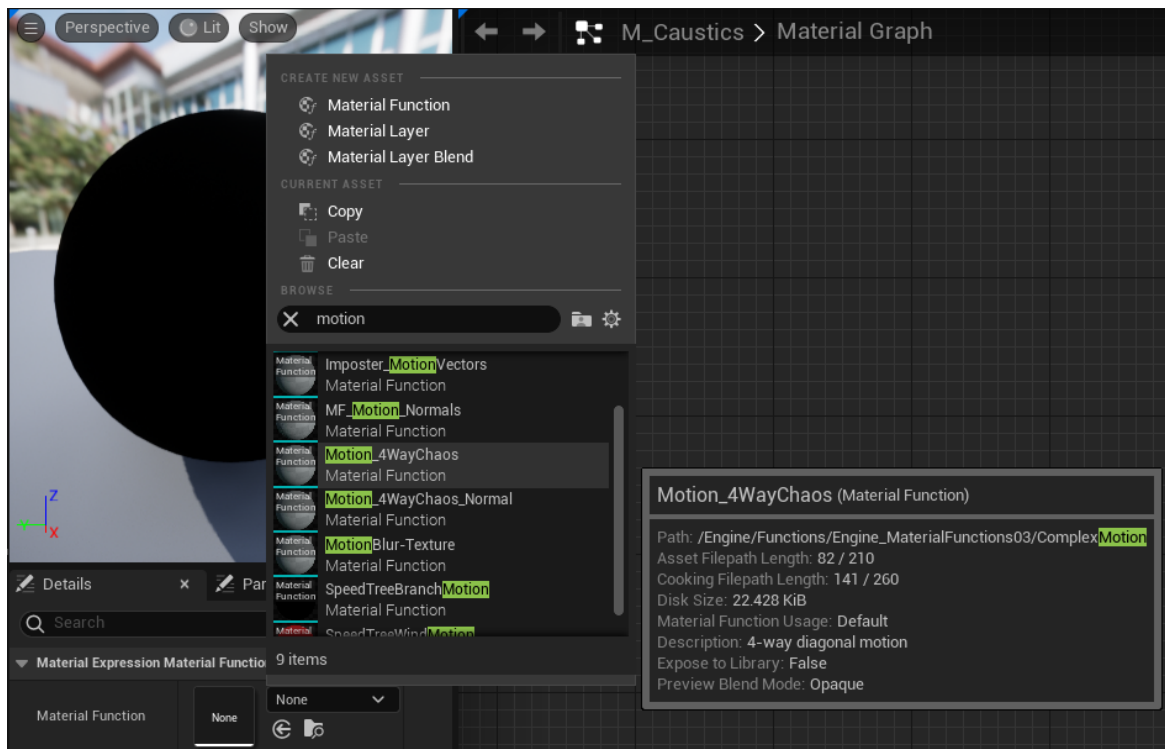 Perspective
Lit
Show
M_Caustics > Material Graph
CREATE NEW ASSET
Material Function
Material Layer
Material Layer Blend
CURRENT ASSET
Copy
Paste
Clear
BROWSE
motion
Material
Function
Imposter_MotionVectors
Material Function
Material
Function
MF_Motion_Normals
Material Function
Material
Function
Motion_4WayChaos
Material Function
Material
Function
Motion_4WayChaos_Normal
Material Function
Material
Function
MotionBlur-Texture
Material Function
Material
Function
SpeedTreeBranchMotion
Material Function
Material
SpeedTreeWindMotion
9 items
Motion_4WayChaos (Material Function)
Path: /Engine/Functions/Engine_MaterialFunctions03/ComplexMotion
Asset Filepath Length: 82 / 210
Cooking Filepath Length: 141 / 260
Disk Size: 22.428 KiB
Material Function Usage: Default
Description: 4-way diagonal motion
Expose to Library: False
Preview Blend Mode: Opaque
Z
X
Details
Par
Search
Material Expression Material Functio
Material Function
None
None